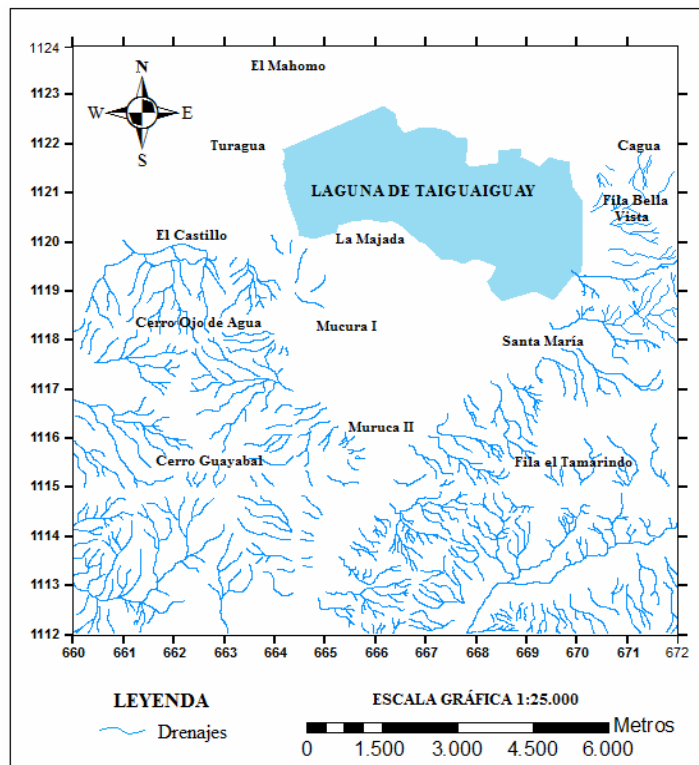 1124
El Mahomo
N
1123
W E
1122
S
Turagua
Cagua
1121
LAGUNA DE TAIGUAIGUAY
Fila Bella
Vista
El Castillo
1120
La Majada
1119
Cerro Ojo de Agua
Mucura I
1118
Santa María
1117
Muruca II
1116
Cerro Guayabal
Fila el Tamarindo
1115
1114
1113
1112
660 661 662 663 664 665 666 667 668 669 670 671 672
LEYENDA
Drenajes
ESCALA GRÁFICA 1:25.000
Metros
0 1.500 3.000 4.500 6.000